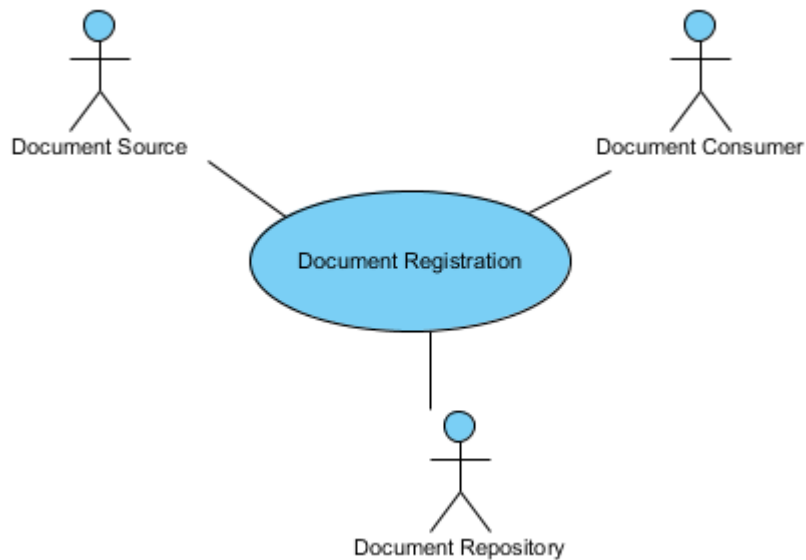 Document Source
Document Consumer
Document Registration
Document Repository